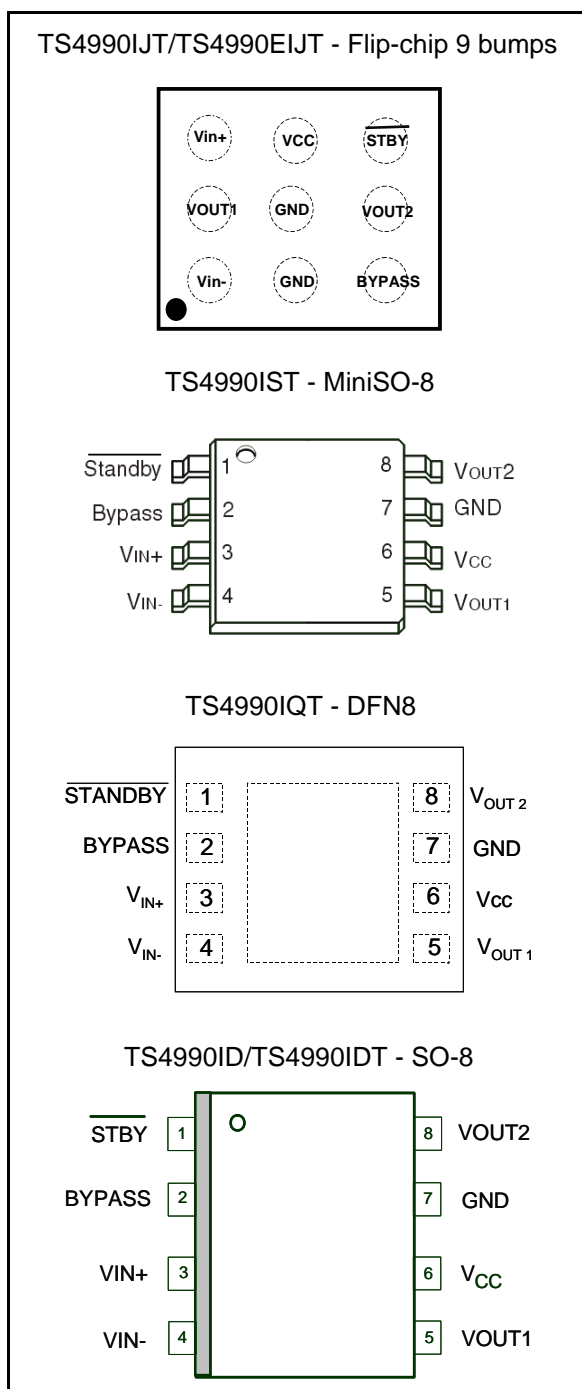 TS4990IJT/TS4990EIJT - Flip-chip 9 bumps
Vin+ VCC STBY
VOUT1 GND VOUT2
Vin- GND BYPASS
TS4990IST - MiniSO-8
Standby 1 8 VOUT2
Bypass 2 7 GND
VIN+ 3 6 VCC
VIN- 4 5 VOUT1
TS4990IQT - DFN8
STANDBY 1 8 VOUT 2
BYPASS 2 7 GND
VIN+ 3 6 Vcc
VIN- 4 5 VOUT 1
TS4990ID/TS4990IDT - SO-8
STBY 1 8 VOUT2
BYPASS 2 7 GND
VIN+ 3 6 VCC
VIN- 4 5 VOUT1